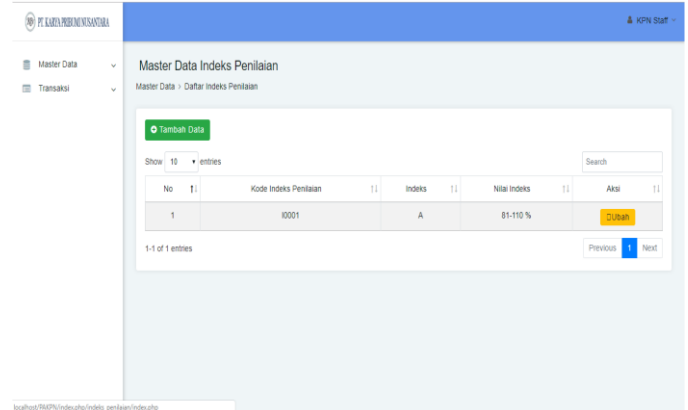 PT. KARYA PRIBUMI NUSANTARA
KPN Staff
Master Data
Transaksi
Master Data Indeks Penilaian
Master Data > Daftar Indeks Penilaian
Tambah Data
Show 10 entries
Search
No Kode Indeks Penilaian Indeks Nilai Indeks Aksi
1 I0001 A 81-110 % Ubah
1-1 of 1 entries
Previous 1 Next
localhost/PAKPN/index.php/indeks_penilaian/index.php